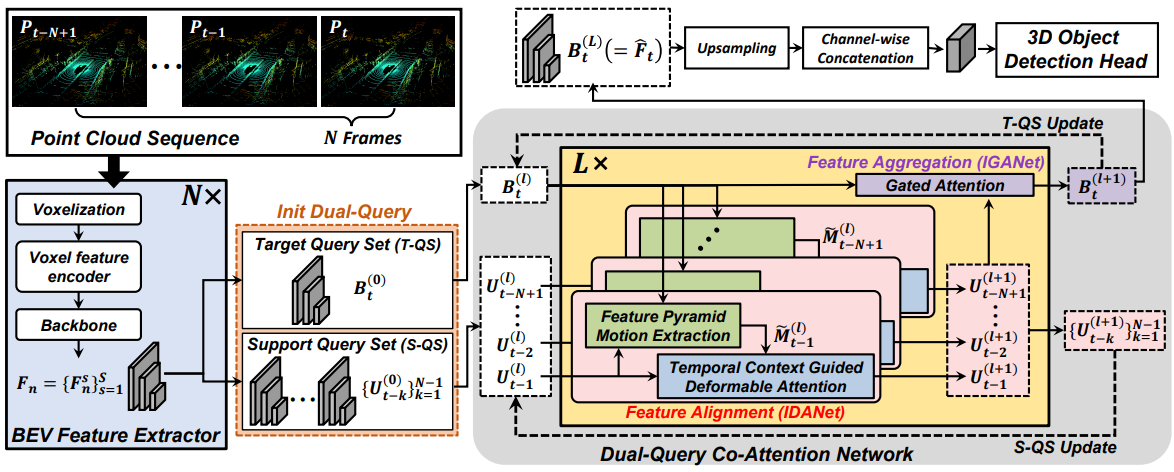 P_{t-N+1}
...
P_{t-1}
P_t
Point Cloud Sequence
N Frames
N×
Voxelization
Voxel feature
encoder
Backbone
F_n = {F_n^s}_{s=1}^S
BEV Feature Extractor
Init Dual-Query
Target Query Set (T-QS)
B_t^{(0)}
Support Query Set (S-QS)
...
{U_{t-k}^{(0)}}_{k=1}^{N-1}
B_t^{(L)}(= F̂_t)
Upsampling
Channel-wise
Concatenation
3D Object
Detection Head
T-QS Update
L×
Feature Aggregation (IGANet)
Gated Attention
B_t^{(l)}
B_t^{(l+1)}
U_{t-N+1}^{(l)}
⋮
U_{t-2}^{(l)}
U_{t-1}^{(l)}
...
M̃_{t-N+1}^{(l)}
Feature Pyramid
Motion Extraction
M̃_{t-1}^{(l)}
Temporal Context Guided
Deformable Attention
Feature Alignment (IDANet)
U_{t-N+1}^{(l+1)}
⋮
U_{t-2}^{(l+1)}
U_{t-1}^{(l+1)}
{U_{t-k}^{(l+1)}}_{k=1}^{N-1}
S-QS Update
Dual-Query Co-Attention Network